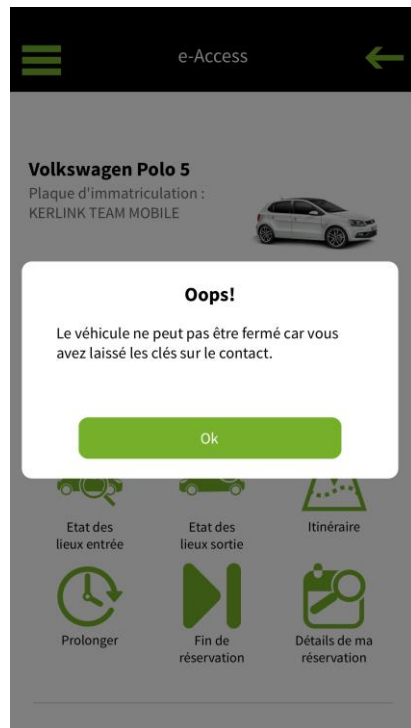 e-Access
Volkswagen Polo 5
Plaque d'immatriculation :
KERLINK TEAM MOBILE
Oops!
Le véhicule ne peut pas être fermé car vous
avez laissé les clés sur le contact.
Ok
Etat des
lieux entrée
Etat des
lieux sortie
Itinéraire
Prolonger
Fin de
réservation
Détails de ma
réservation